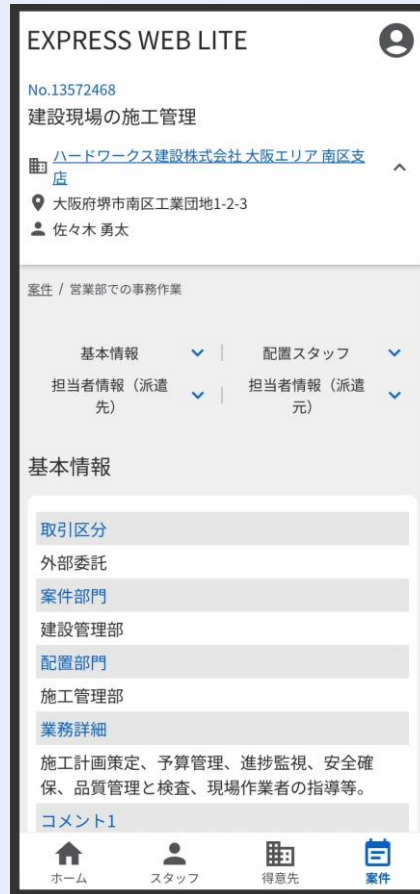 EXPRESS WEB LITE
No.13572468
建設現場の施工管理
ハードワークス建設株式会社 大阪エリア 南区支
店
大阪府堺市南区工業団地1-2-3
佐々木 勇太
案件 / 営業部での事務作業
基本情報
配置スタッフ
担当者情報（派遣
先）
担当者情報（派遣
元）
基本情報
取引区分
外部委託
案件部門
建設管理部
配置部門
施工管理部
業務詳細
施工計画策定、予算管理、進捗監視、安全確
保、品質管理と検査、現場作業者の指導等。
コメント1
ホーム
スタッフ
得意先
案件